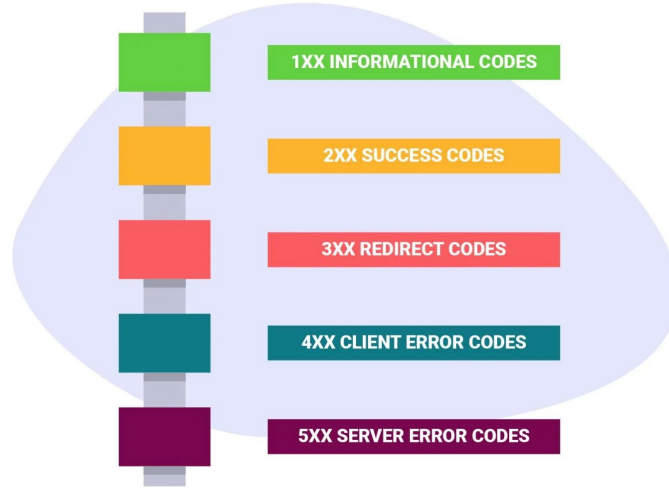 1XX INFORMATIONAL CODES
2XX SUCCESS CODES
3XX REDIRECT CODES
4XX CLIENT ERROR CODES
5XX SERVER ERROR CODES